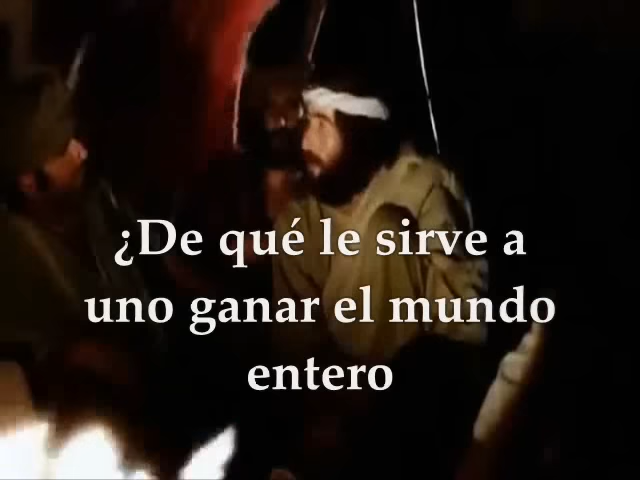 ¿De qué le sirve a
uno ganar el mundo
entero